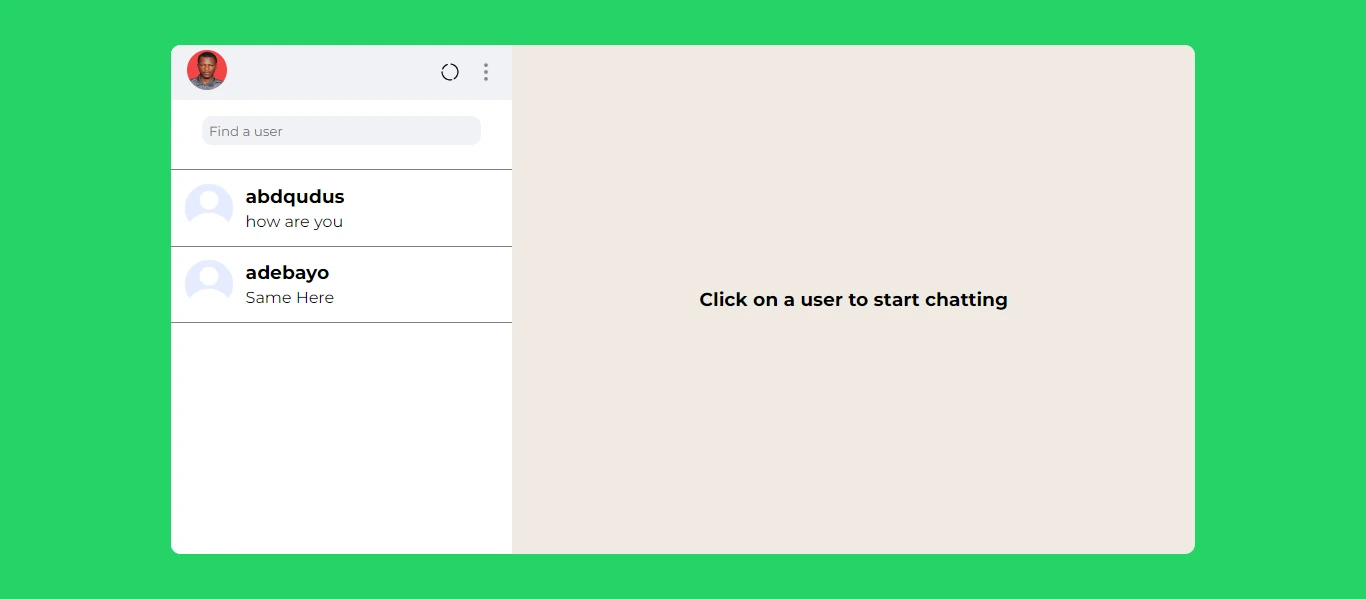 Find a user
abdqudus
how are you
adebayo
Same Here
Click on a user to start chatting